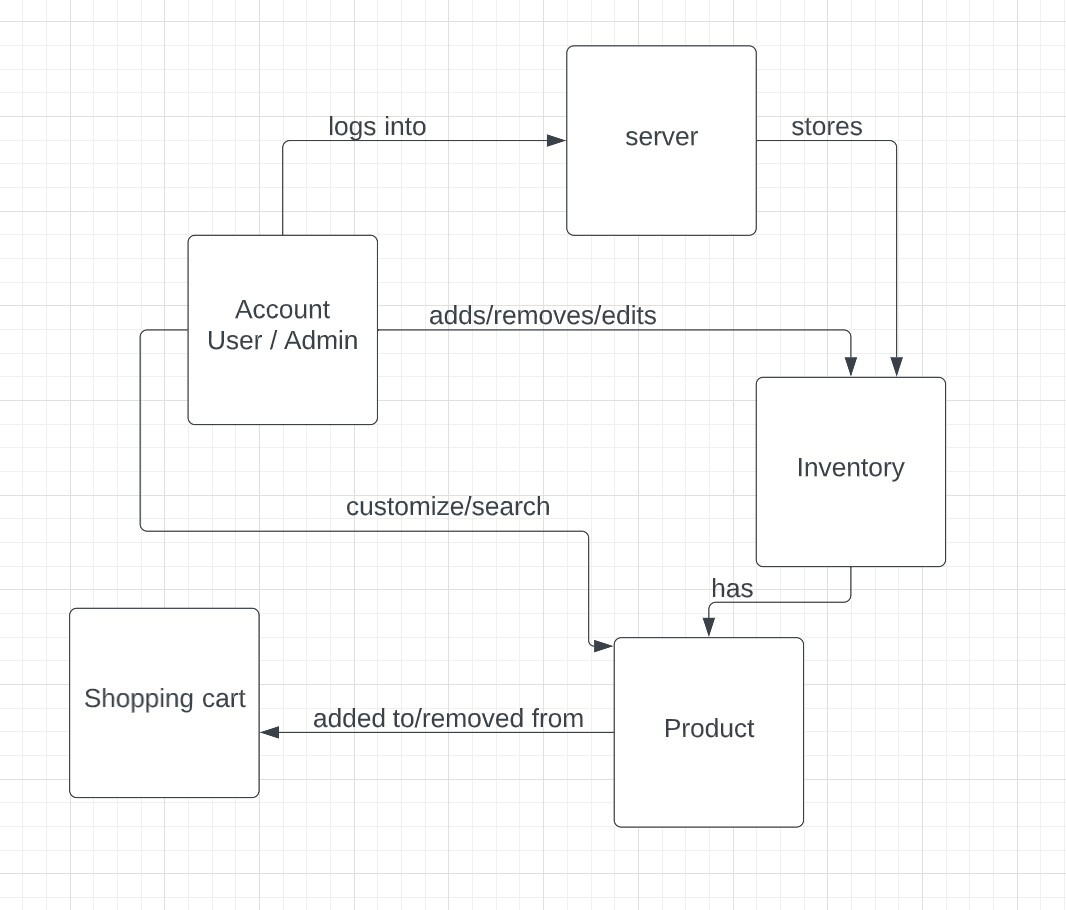 logs into
server
stores
Account
User / Admin
adds/removes/edits
Inventory
customize/search
has
Shopping cart
added to/removed from
Product